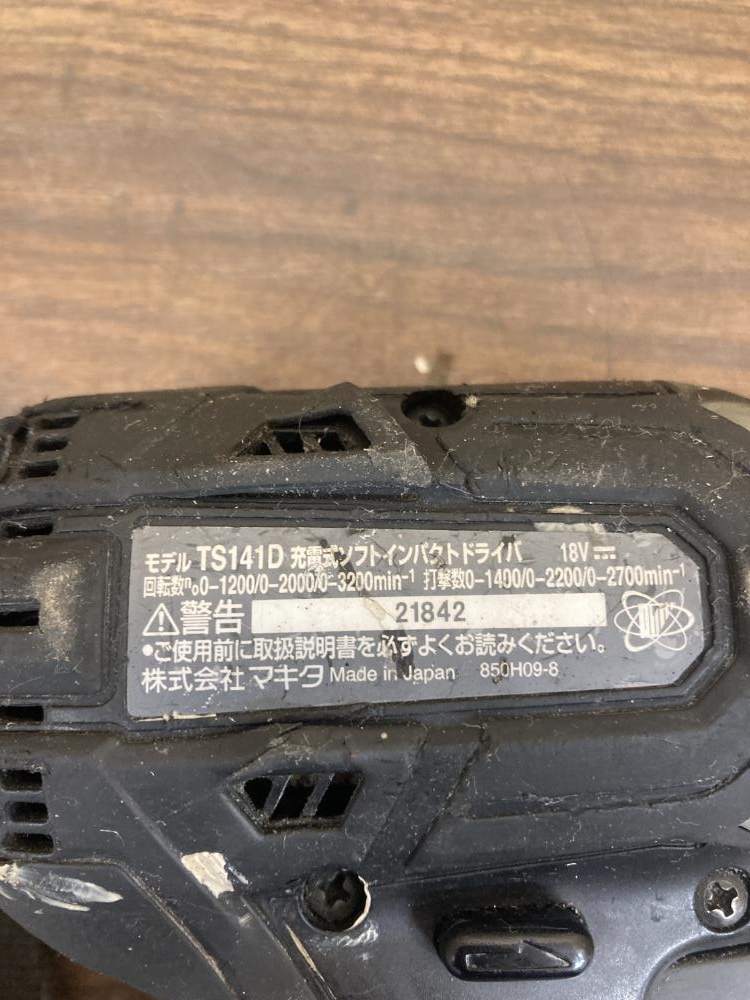 モデル TS141D 充電式ソフトインパクトドライバ 18V⎓
回転数n₀0-1200/0-2000/0-3200min⁻¹ 打撃数0-1400/0-2200/0-2700min⁻¹
⚠警告 21842
●ご使用前に取扱説明書を必ずよくお読みください。
株式会社 マキタ Made in Japan 850H09-8